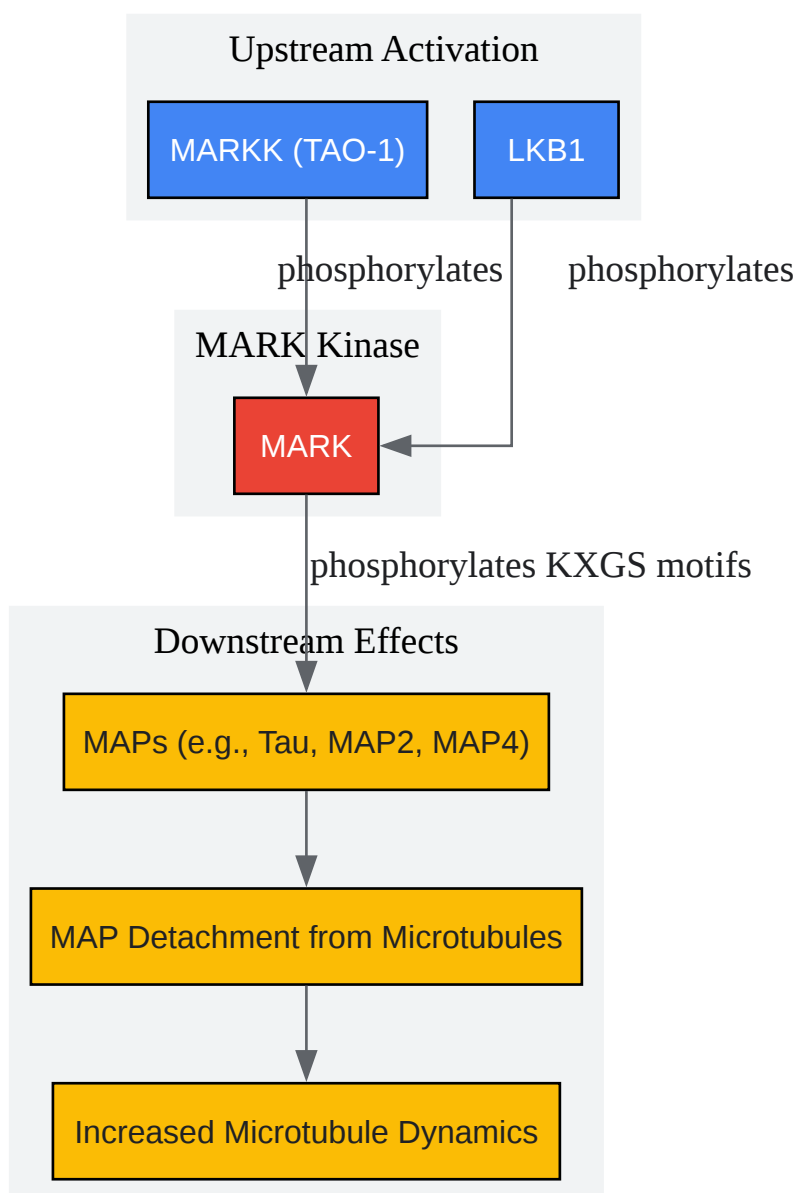 Upstream Activation
MARKK (TAO-1)
LKB1
phosphorylates
phosphorylates
MARK Kinase
MARK
phosphorylates KXGS motifs
Downstream Effects
MAPs (e.g., Tau, MAP2, MAP4)
MAP Detachment from Microtubules
Increased Microtubule Dynamics